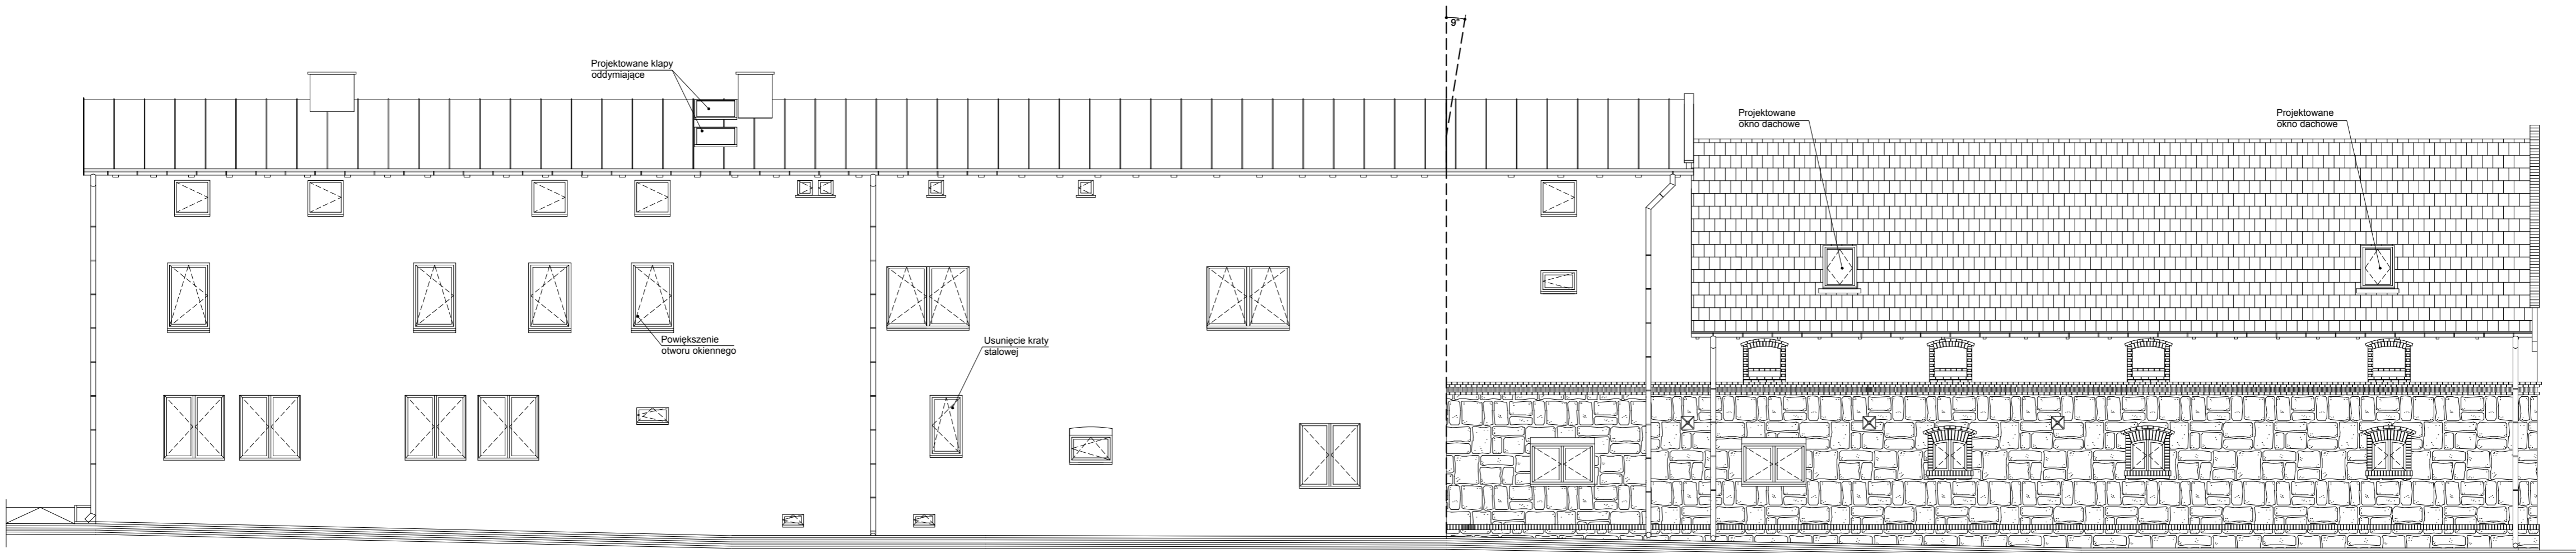 9°
Projektowane klapy
oddymiające
Projektowane
okno dachowe
Projektowane
okno dachowe
Powiększenie
otworu okiennego
Usunięcie kraty
stalowej